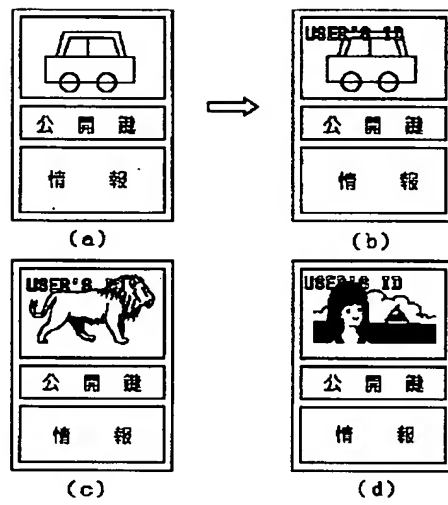 公 開 鍵
情 報
(a)
USER'S ID
公 開 鍵
情 報
(b)
USER'S ID
公 開 鍵
情 報
(c)
USER'S ID
公 開 鍵
情 報
(d)